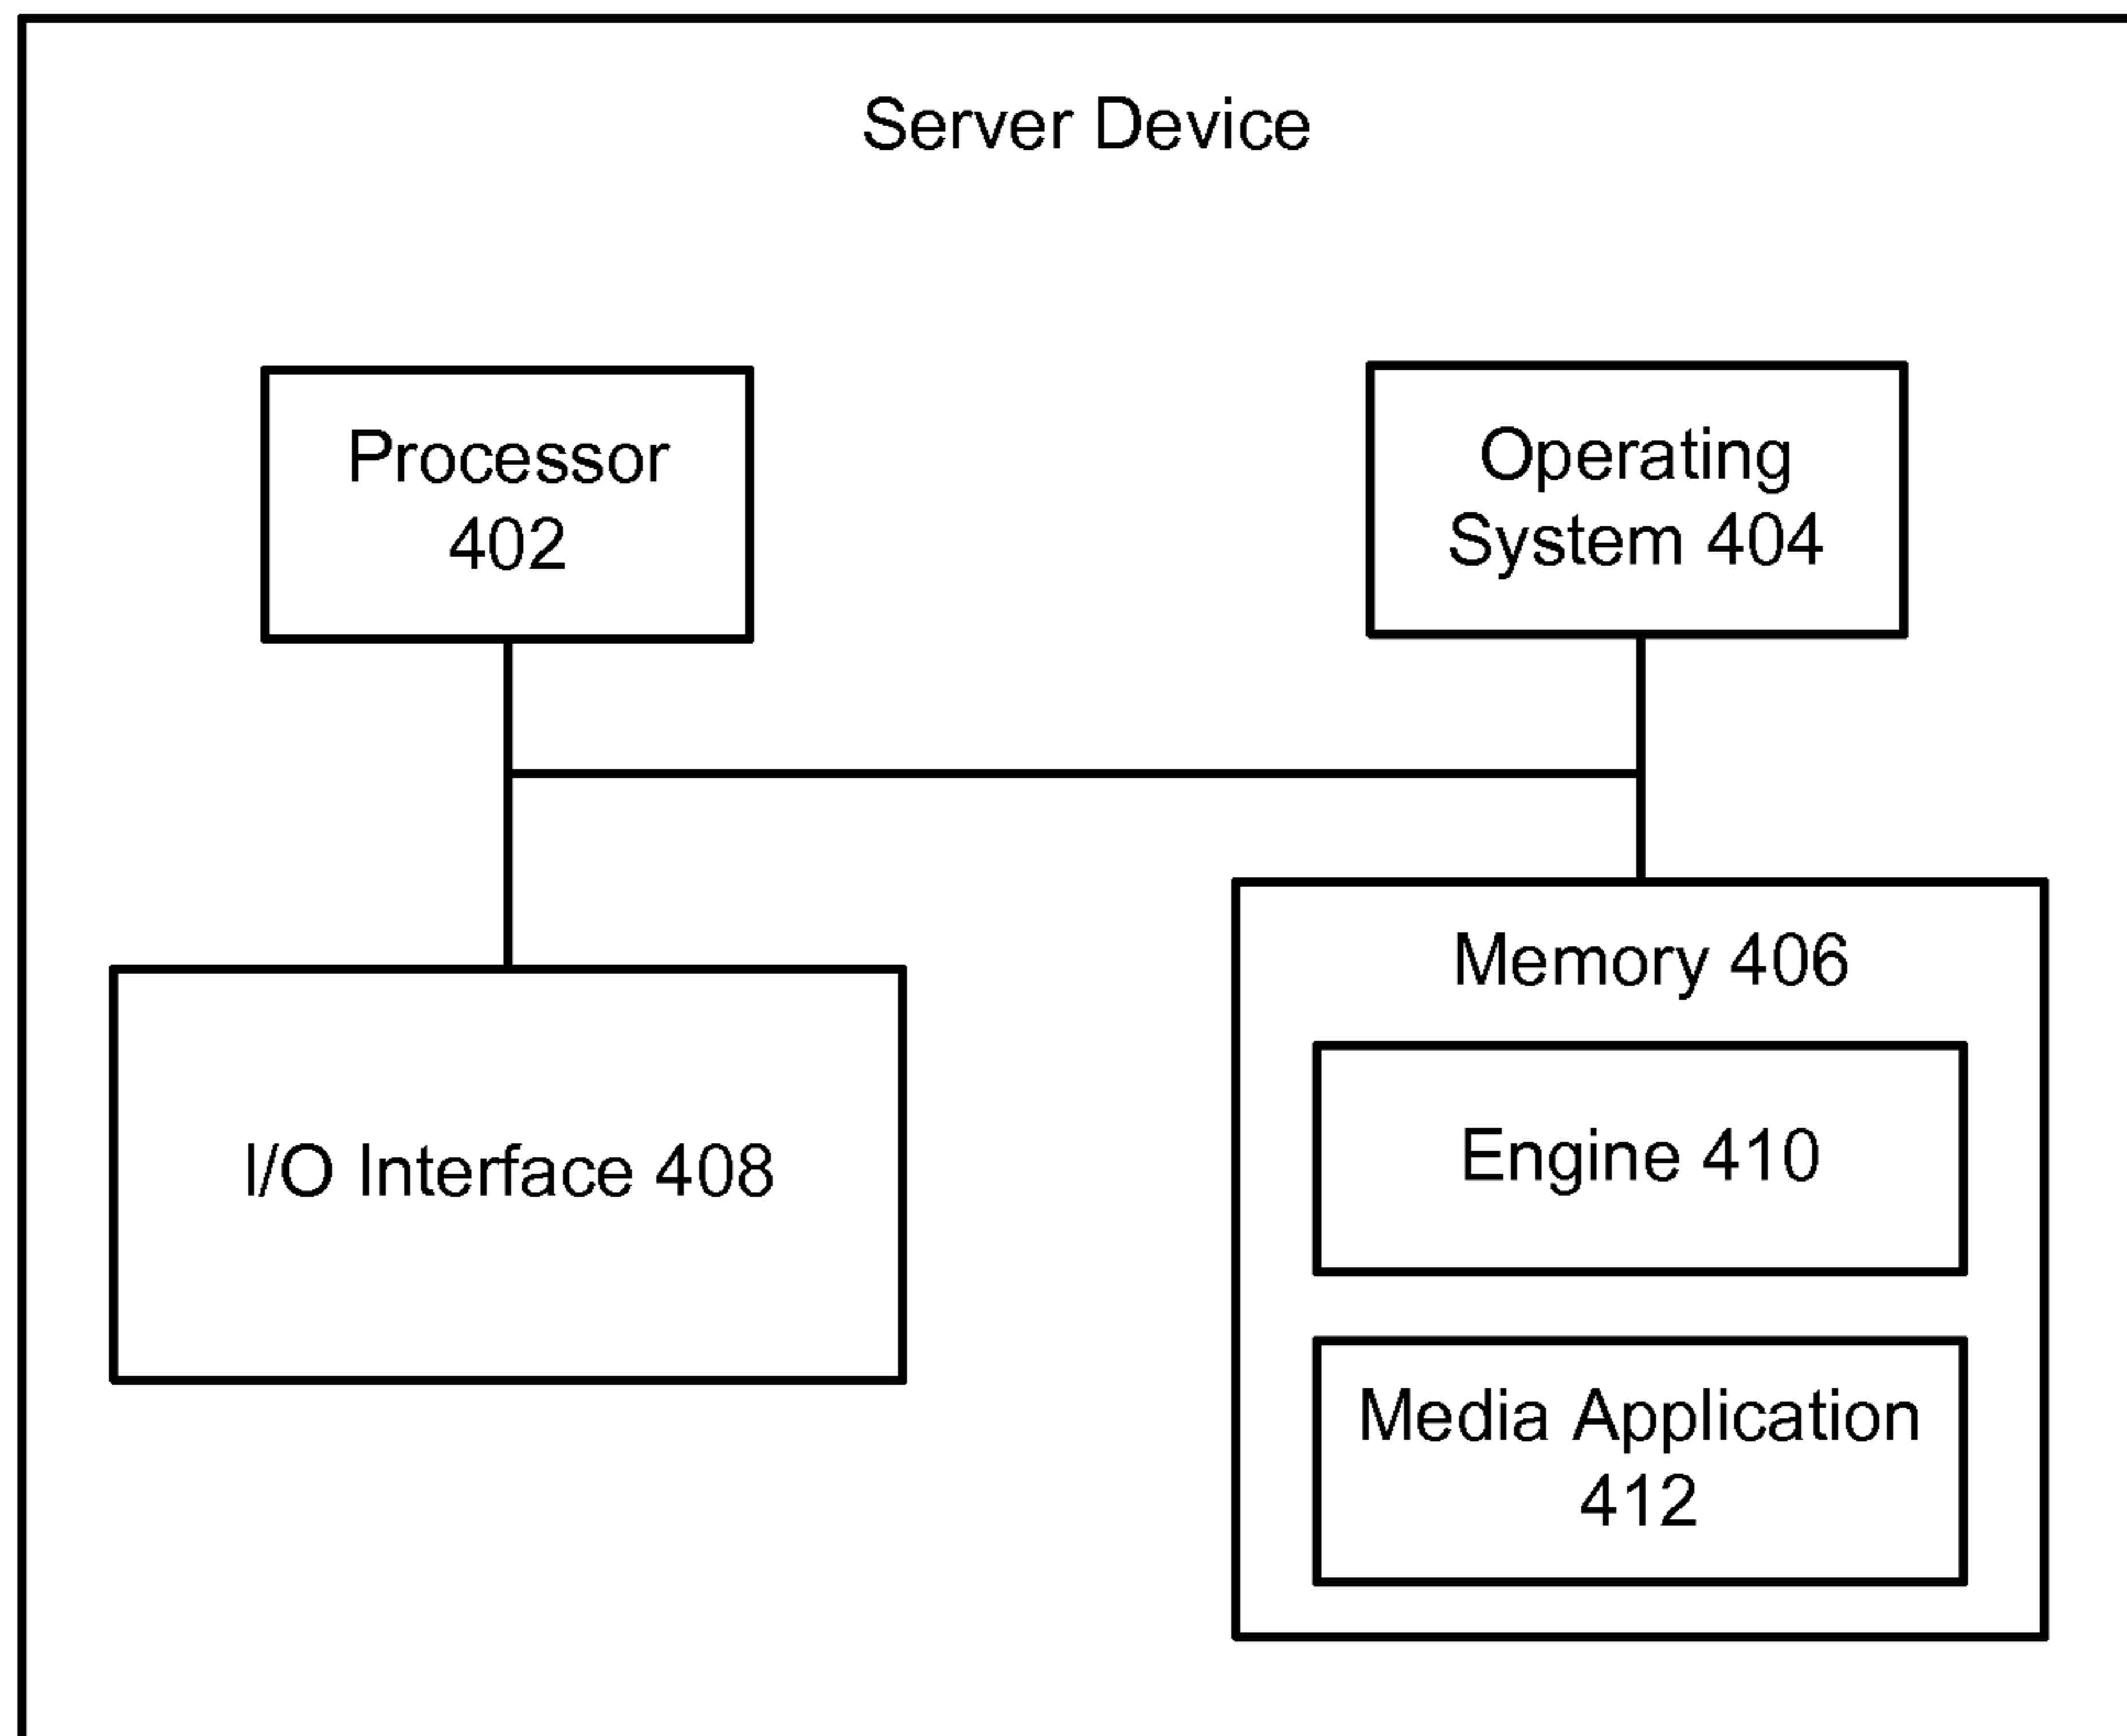 Server Device
Processor
402
Operating
System 404
I/O Interface 408
Memory 406
Engine 410
Media Application
412